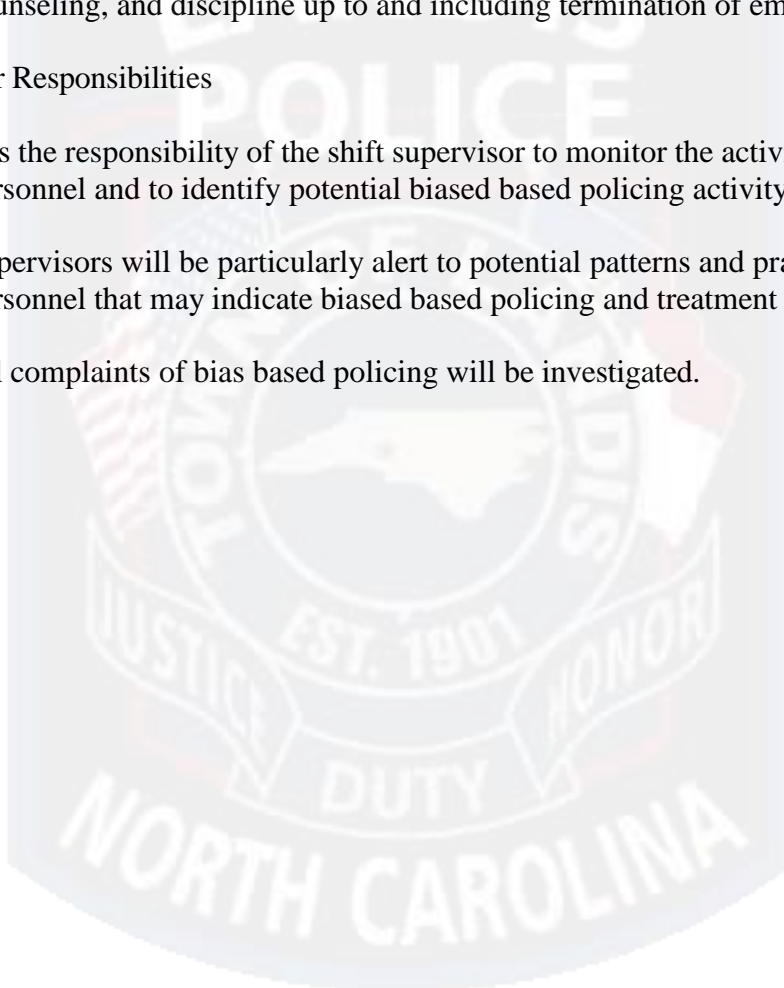 unseling, and discipline up to and including termination of em
r Responsibilities
POLICE
s the responsibility of the shift supervisor to monitor the activ
rsonnel and to identify potential biased based policing activity
pervisors will be particularly alert to potential patterns and pra
rsonnel that may indicate biased based policing and treatment
l complaints of bias based policing will be investigated.
TOWN OF LANDIS
EST. 1901
JUSTICE
DUTY
HONOR
NORTH CAROLINA